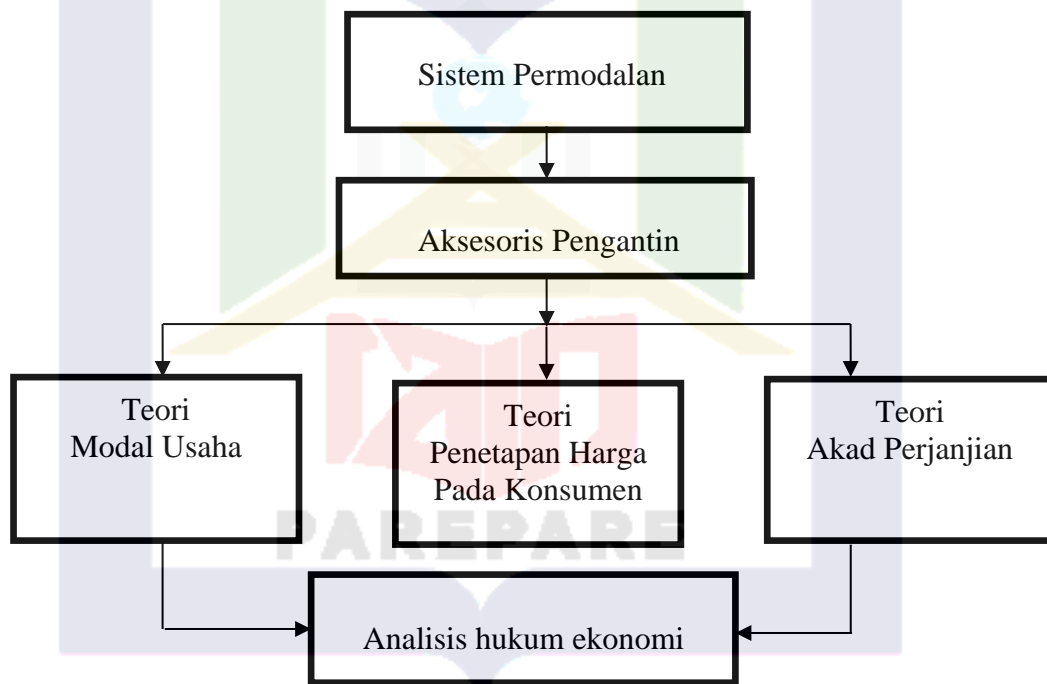 Sistem Permodalan
Aksesoris Pengantin
Teori
Modal Usaha
Teori
Penetapan Harga
Pada Konsumen
Teori
Akad Perjanjian
PAREPARE
Analisis hukum ekonomi